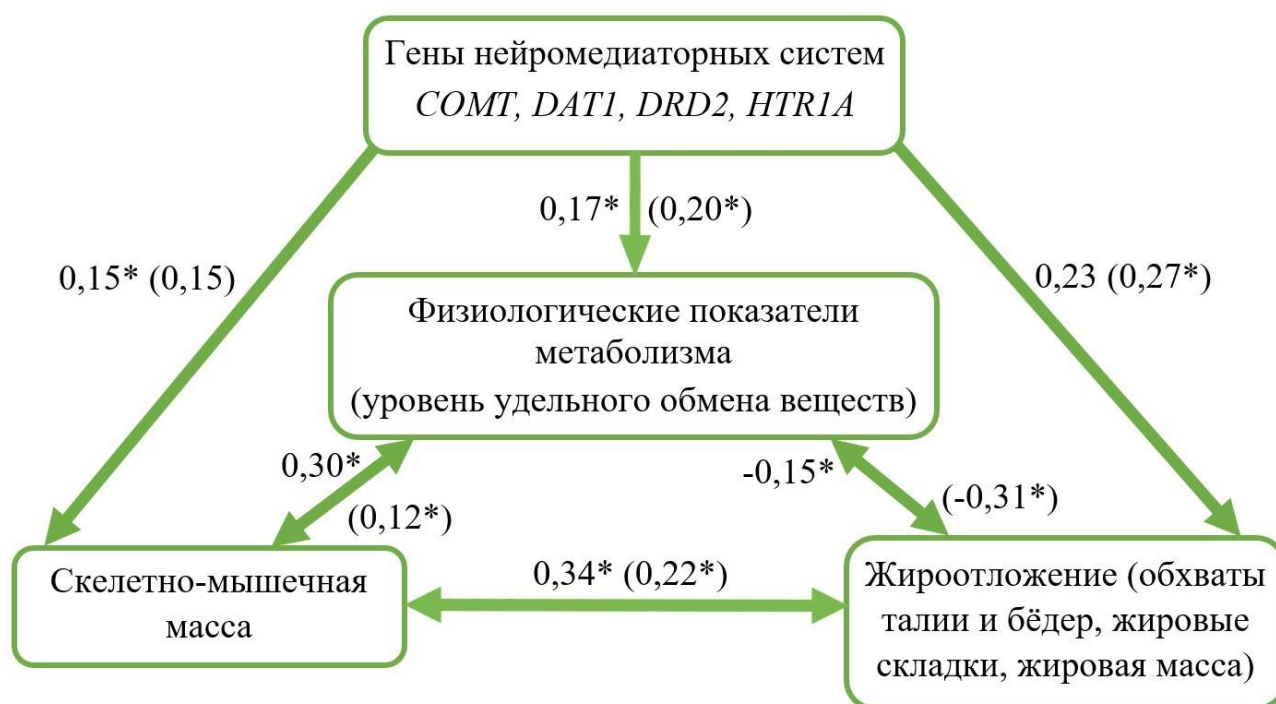 Гены нейромедиаторных систем
COMT, DAT1, DRD2, HTR1A
0,17* (0,20*)
0,15* (0,15)
0,23 (0,27*)
Физиологические показатели
метаболизма
(уровень удельного обмена веществ)
0,30*
(0,12*)
-0,15*
(-0,31*)
Скелетно-мышечная
масса
0,34* (0,22*)
Жироотложение (обхваты
талии и бёдер, жировые
складки, жировая масса)